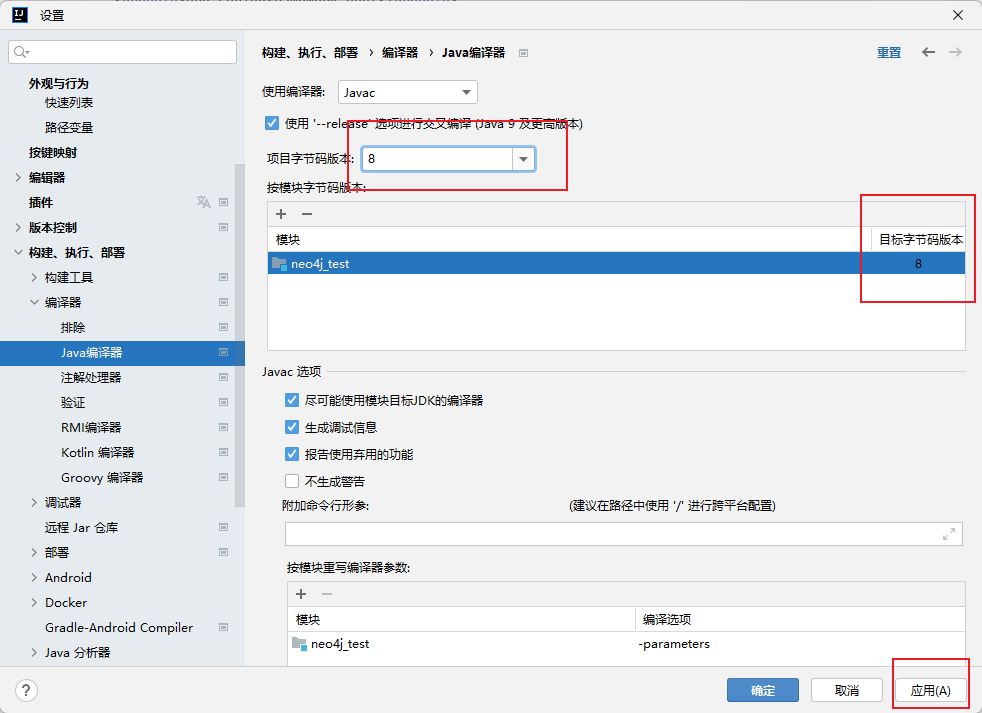 设置
外观与行为
快速列表
路径变量
按键映射
编辑器
插件
版本控制
构建、执行、部署
构建工具
编译器
排除
Java编译器
注解处理器
验证
RMI编译器
Kotlin 编译器
Groovy 编译器
调试器
远程 Jar 仓库
部署
Android
Docker
Gradle-Android Compiler
Java 分析器
构建、执行、部署 › 编译器 › Java编译器
重置
使用编译器: Javac
使用 '--release' 选项进行交叉编译 (Java 9 及更高版本)
项目字节码版本: 8
按模块字节码版本:
模块 目标字节码版本
neo4j_test 8
Javac 选项
尽可能使用模块目标JDK的编译器
生成调试信息
报告使用弃用的功能
不生成警告
附加命令行形参: (建议在路径中使用 '/' 进行跨平台配置)
按模块重写编译器参数:
模块 编译选项
neo4j_test -parameters
? 确定 取消 应用(A)